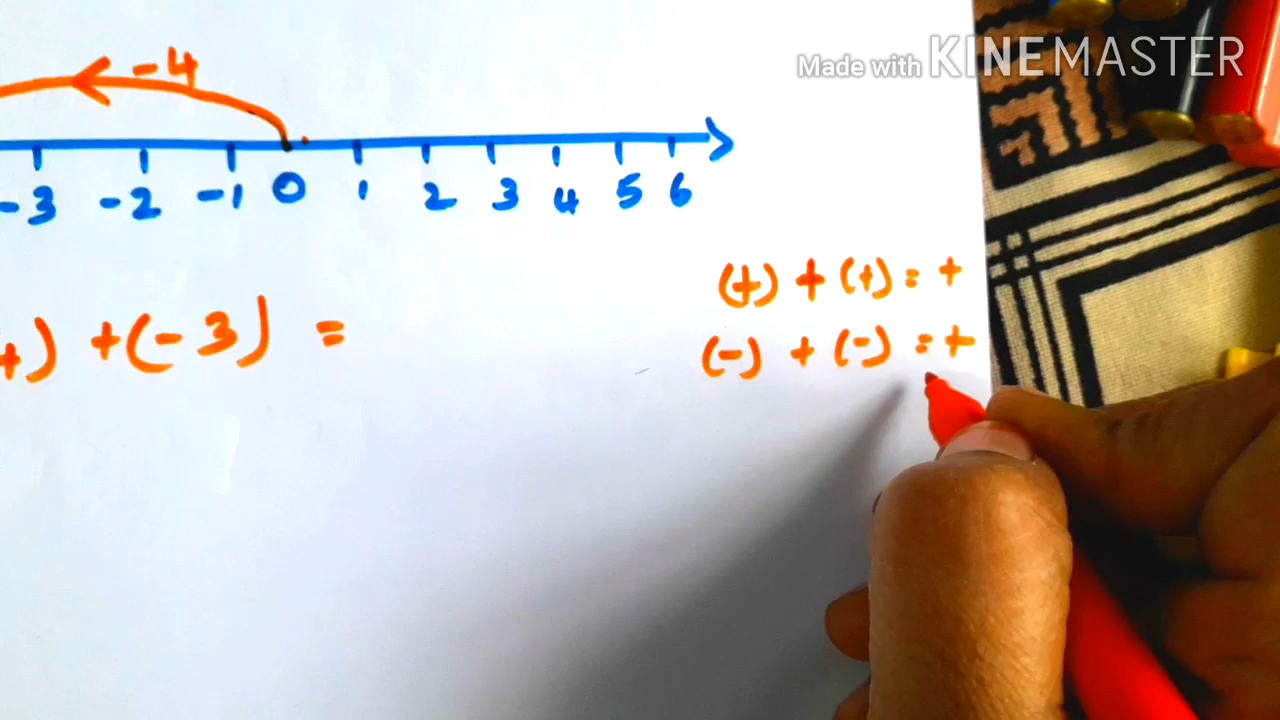 Made with KINEMASTER
-4
-3 -2 -1 0 1 2 3 4 5 6
(+) + (+) = +
+) +(-3) =
(-) + (-) = +